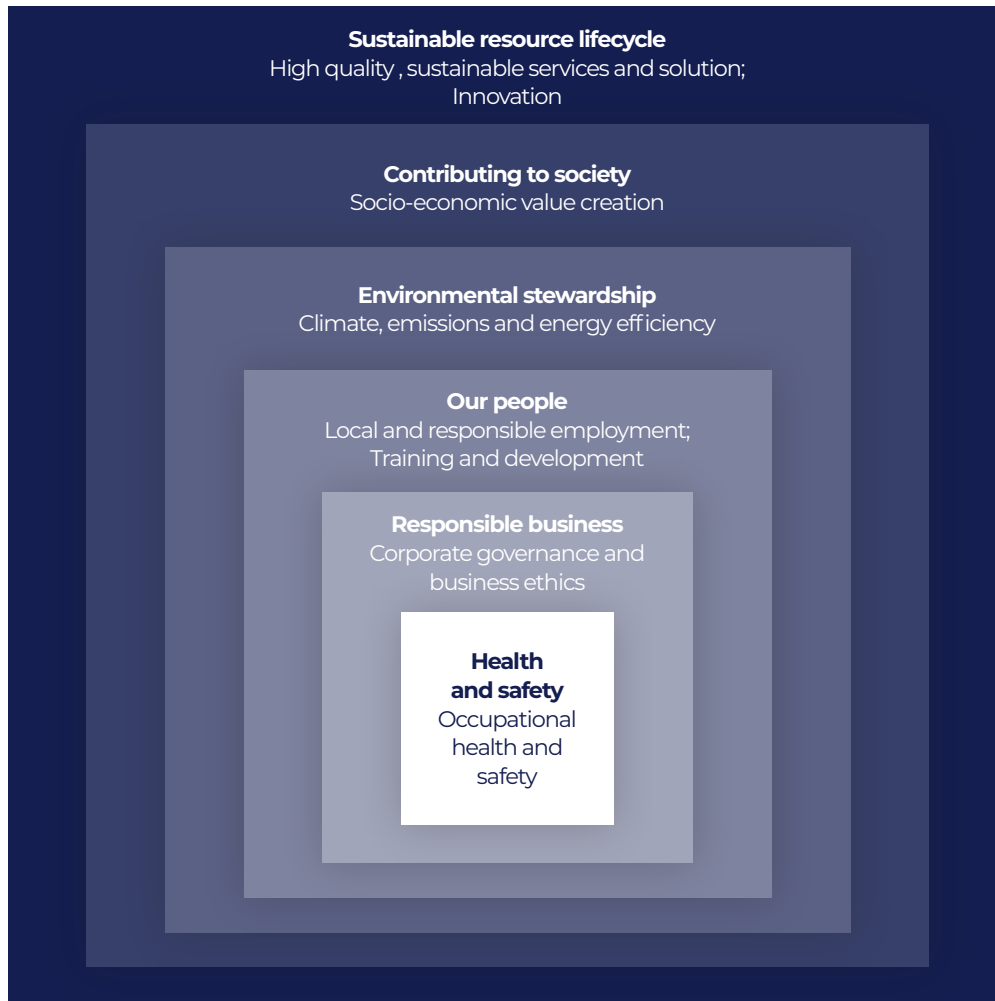 Sustainable resource lifecycle
High quality , sustainable services and solution;
Innovation
Contributing to society
Socio-economic value creation
Environmental stewardship
Climate, emissions and energy efficiency
Our people
Local and responsible employment;
Training and development
Responsible business
Corporate governance and
business ethics
Health
and safety
Occupational
health and
safety